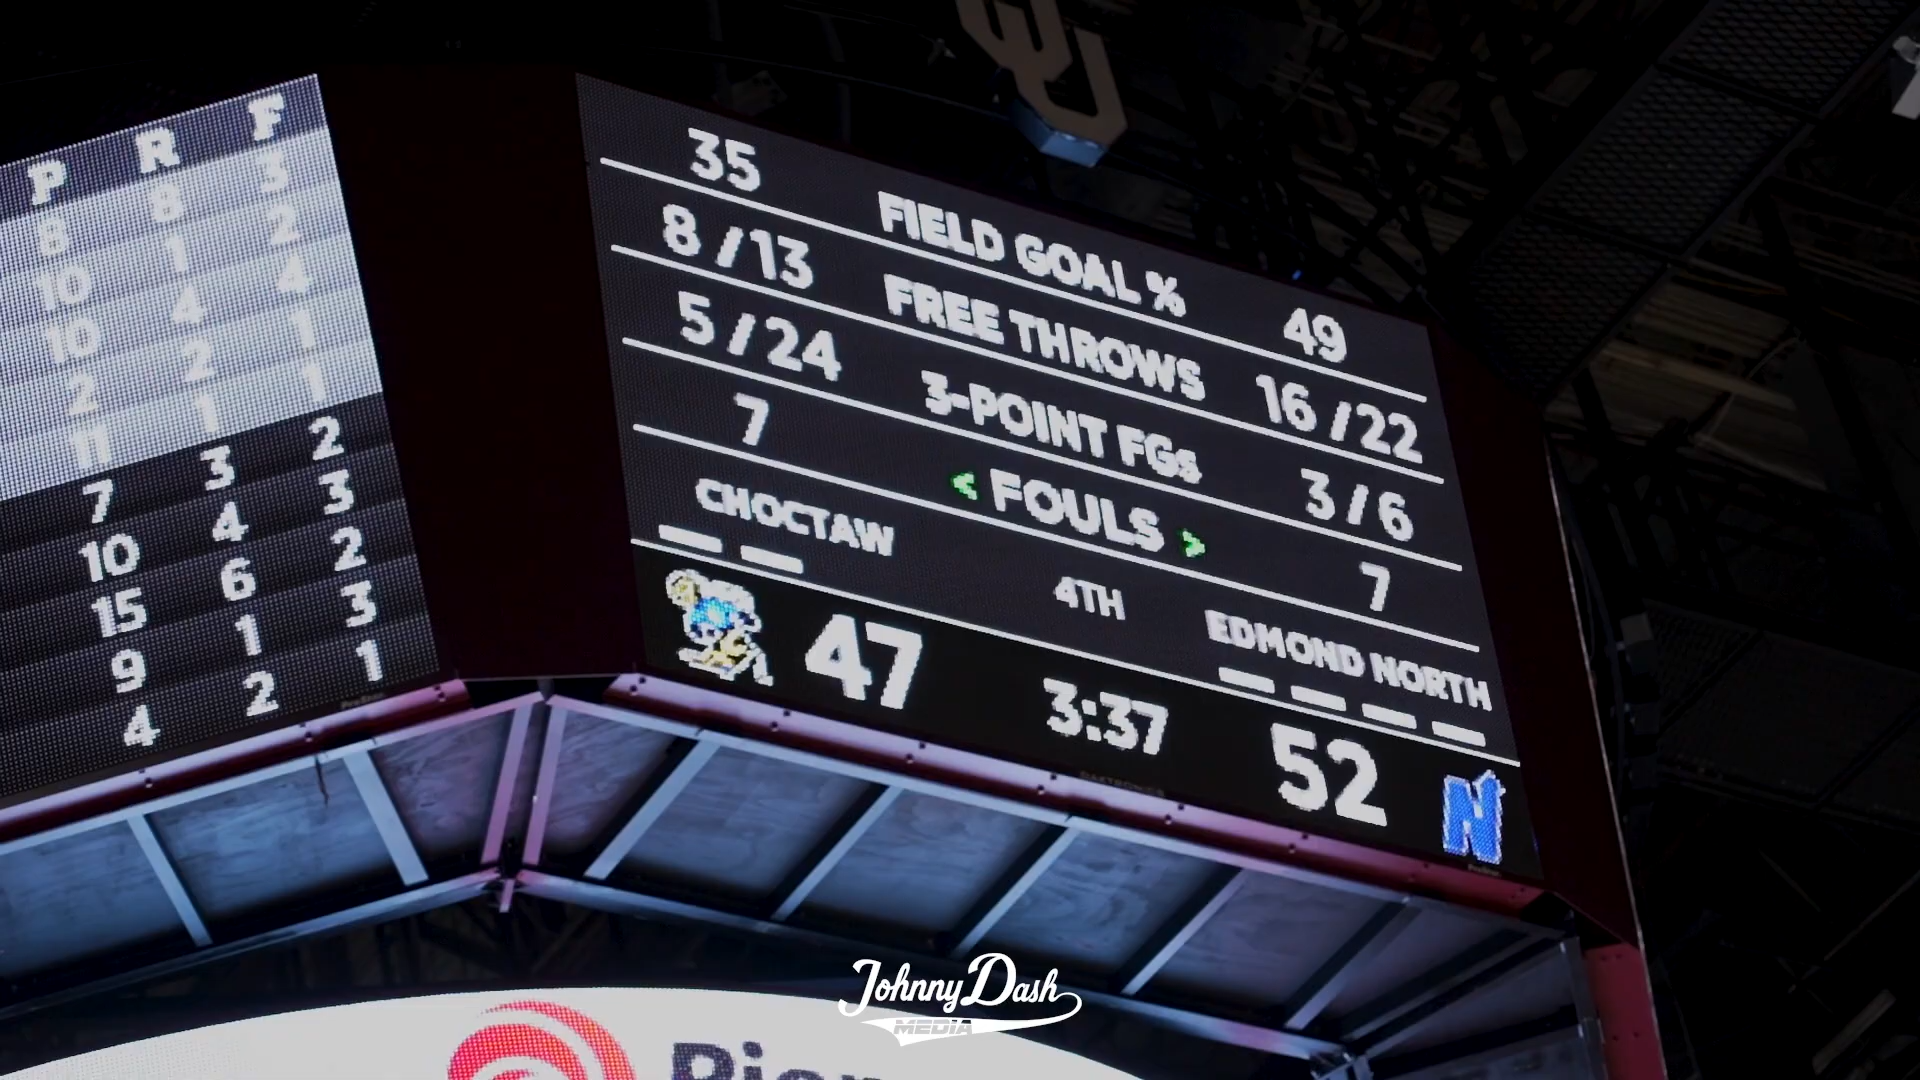 OU
P R F
8 8 3
10 1 2
10 4 4
2 2 1
11 1 1
7 3 2
10 4 3
15 6 2
9 1 3
4 2 1
35 FIELD GOAL % 49
8/13 FREE THROWS 16/22
5/24 3-POINT FGs 3/6
7 < FOULS > 7
CHOCTAW 4TH EDMOND NORTH
47 3:37 52 N
DAKTRONICS
Johnny Dash
MEDIA